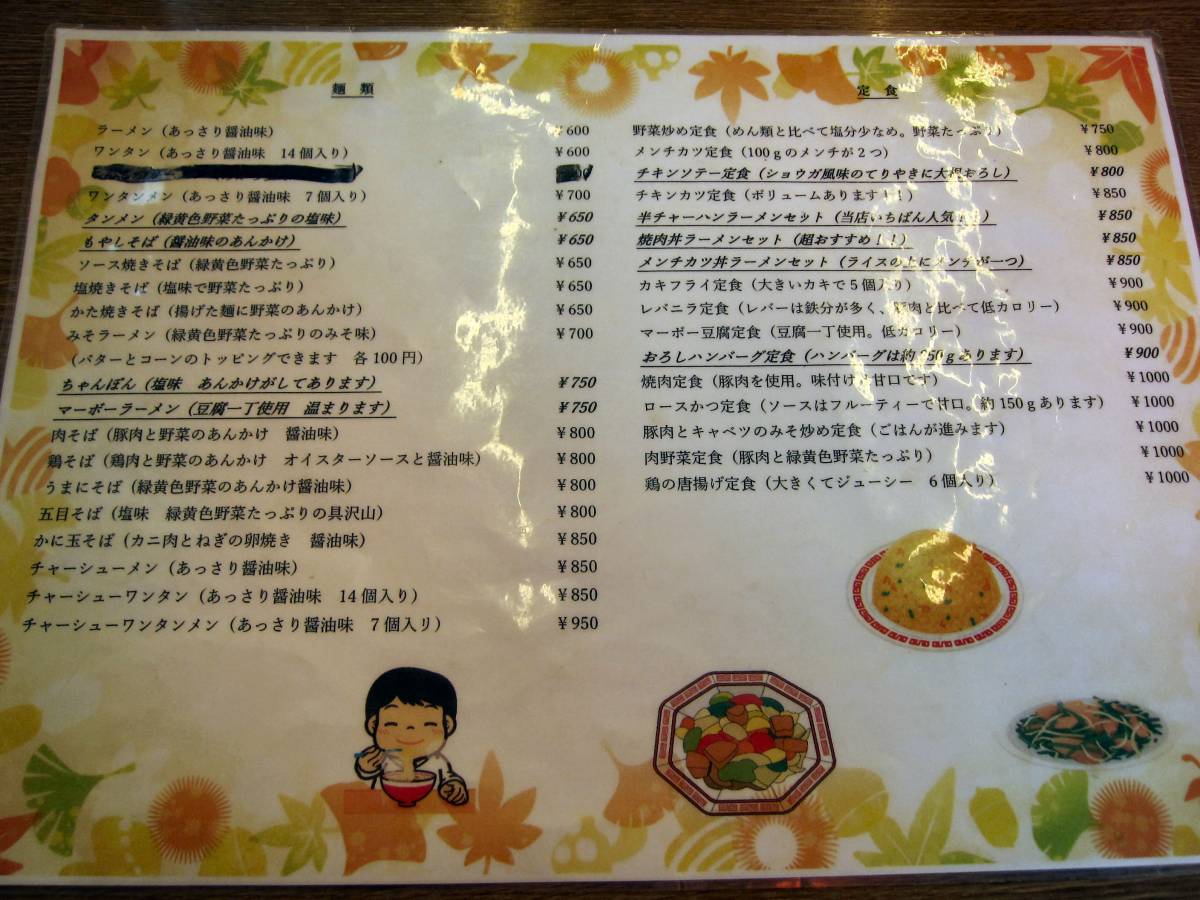 麺　類
ラーメン（あっさり醤油味） ￥600
ワンタン（あっさり醤油味　14個入り） ￥600
ワンタンメン（あっさり醤油味　7個入り） ￥700
タンメン（緑黄色野菜たっぷりの塩味） ￥650
もやしそば（醤油味のあんかけ） ￥650
ソース焼きそば（緑黄色野菜たっぷり） ￥650
塩焼きそば（塩味で野菜たっぷり） ￥650
かた焼きそば（揚げた麺に野菜のあんかけ） ￥650
みそラーメン（緑黄色野菜たっぷりのみそ味） ￥700
（バターとコーンのトッピングできます　各100円）
ちゃんぽん（塩味　あんかけがしてあります） ￥750
マーボーラーメン（豆腐一丁使用　温まります） ￥750
肉そば（豚肉と野菜のあんかけ　醤油味） ￥800
鶏そば（鶏肉と野菜のあんかけ　オイスターソースと醤油味） ￥800
うまにそば（緑黄色野菜のあんかけ醤油味） ￥800
五目そば（塩味　緑黄色野菜たっぷりの具沢山） ￥800
かに玉そば（カニ肉とねぎの卵焼き　醤油味） ￥850
チャーシューメン（あっさり醤油味） ￥850
チャーシューワンタン（あっさり醤油味　14個入り） ￥850
チャーシューワンタンメン（あっさり醤油味　7個入リ） ￥950
定　食
野菜炒め定食（めん類と比べて塩分少なめ。野菜たっぷり） ￥750
メンチカツ定食（100gのメンチが2つ） ￥800
チキンソテー定食（ショウガ風味のてりやきに大根おろし） ￥800
チキンカツ定食（ボリュームあります！！） ￥850
半チャーハンラーメンセット（当店いちばん人気！！） ￥850
焼肉丼ラーメンセット（超おすすめ！！） ￥850
メンチカツ丼ラーメンセット（ライスの上にメンチが一つ） ￥850
カキフライ定食（大きいカキで5個入り） ￥900
レバニラ定食（レバーは鉄分が多く、豚肉と比べて低カロリー） ￥900
マーボー豆腐定食（豆腐一丁使用。低カロリー） ￥900
おろしハンバーグ定食（ハンバーグは約250gあります） ￥900
焼肉定食（豚肉を使用。味付けは甘口です） ￥1000
ロースかつ定食（ソースはフルーティーで甘口。約150gあります） ￥1000
豚肉とキャベツのみそ炒め定食（ごはんが進みます） ￥1000
肉野菜定食（豚肉と緑黄色野菜たっぷり） ￥1000
鶏の唐揚げ定食（大きくてジューシー　6個入り） ￥1000